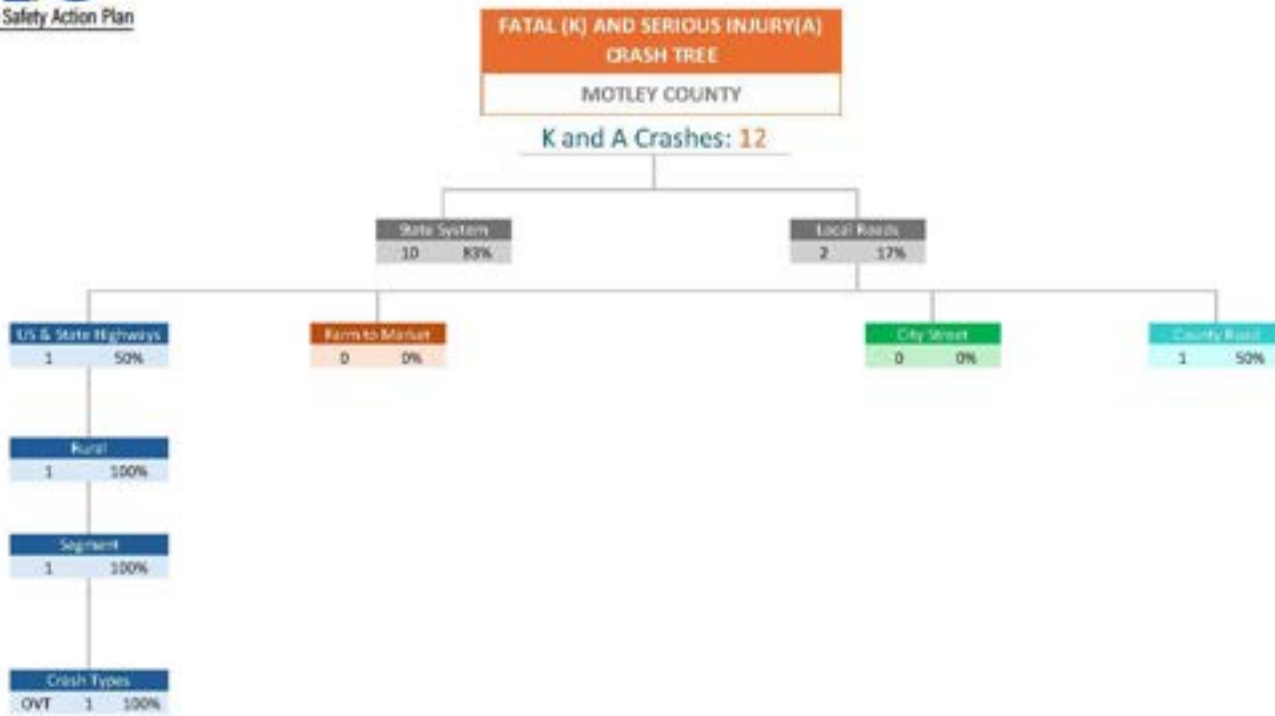 Safety Action Plan
FATAL (K) AND SERIOUS INJURY(A)
CRASH TREE
MOTLEY COUNTY
K and A Crashes: 12
State System
10 83%
Local Roads
2 17%
US & State Highways
1 50%
Farm to Market
0 0%
City Street
0 0%
County Road
1 50%
Rural
1 100%
Segment
1 100%
Crash Types
OVT 1 100%